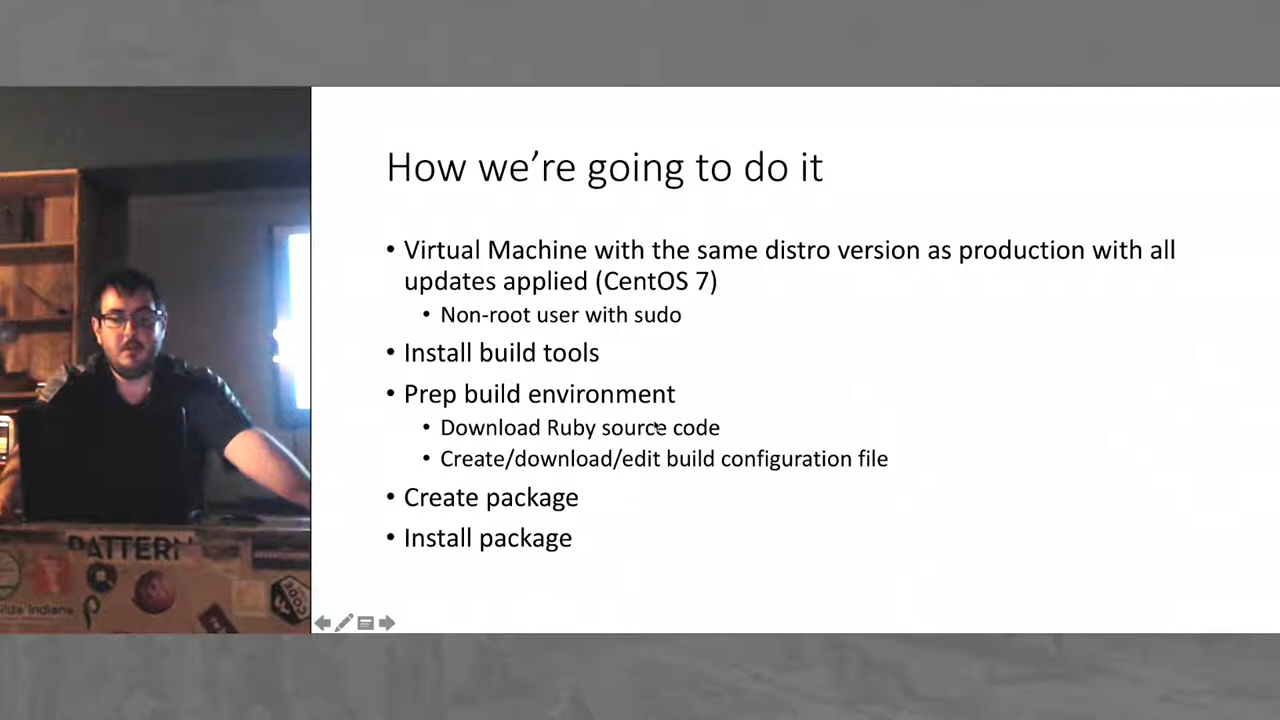 How we’re going to do it
• Virtual Machine with the same distro version as production with all
updates applied (CentOS 7)
• Non-root user with sudo
• Install build tools
• Prep build environment
• Download Ruby source code
• Create/download/edit build configuration file
• Create package
• Install package
PATTERN
CODE